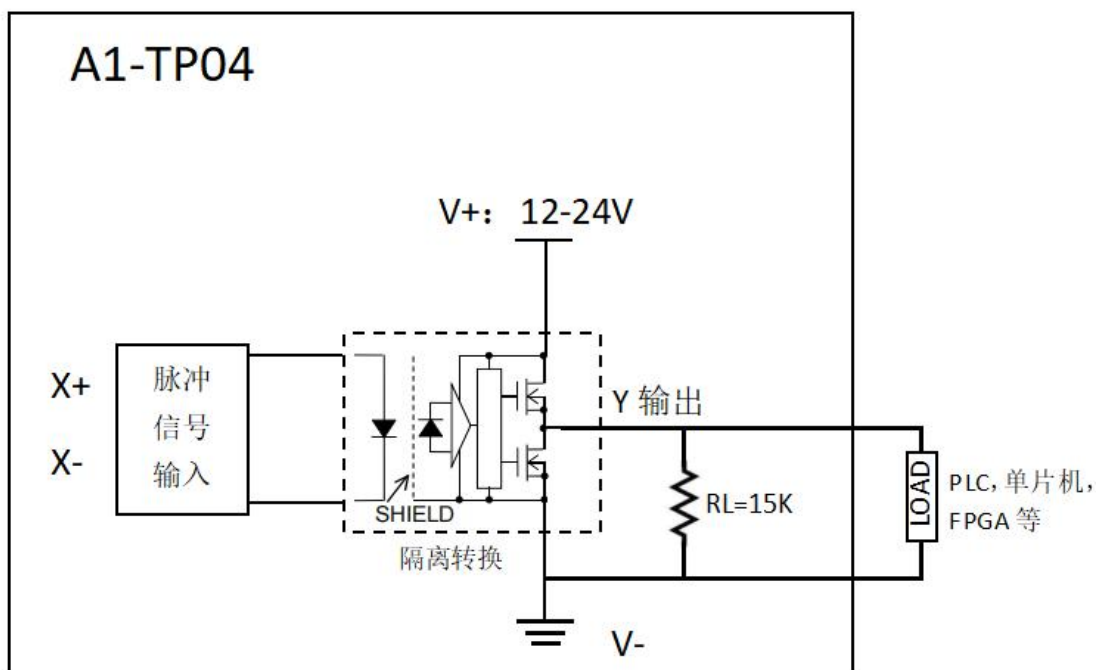 A1-TP04
V+：12-24V
X+
X-
脉冲
信号
输入
SHIELD
隔离转换
Y 输出
RL=15K
LOAD
PLC，单片机，
FPGA 等
V-